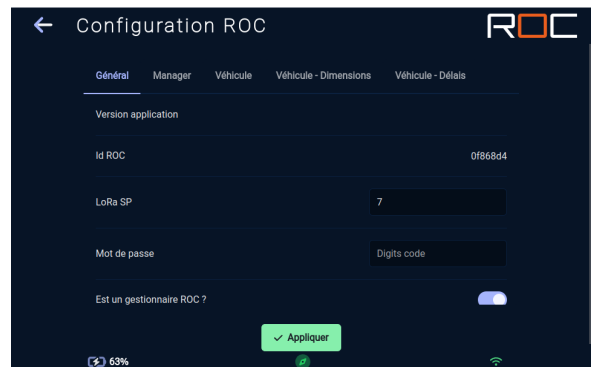 Configuration ROC
ROC
Général Manager Véhicule Véhicule - Dimensions Véhicule - Délais
Version application
Id ROC 0f868d4
LoRa SP 7
Mot de passe Digits code
Est un gestionnaire ROC ?
Appliquer
63%